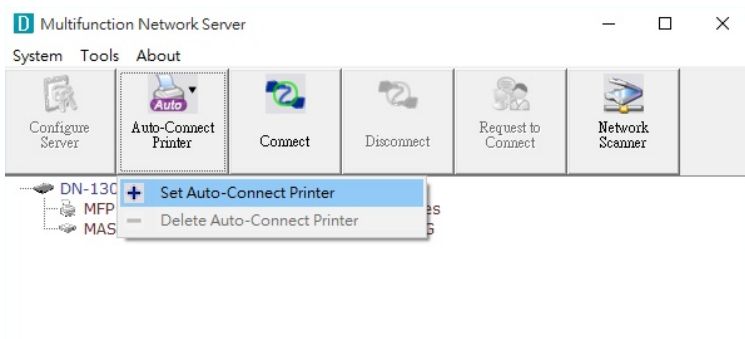 D Multifunction Network Server
System Tools About
Configure Server
Auto
Auto-Connect Printer
Connect
Disconnect
Request to Connect
Network Scanner
DN-130
Set Auto-Connect Printer
MFP
Delete Auto-Connect Printer
MAS